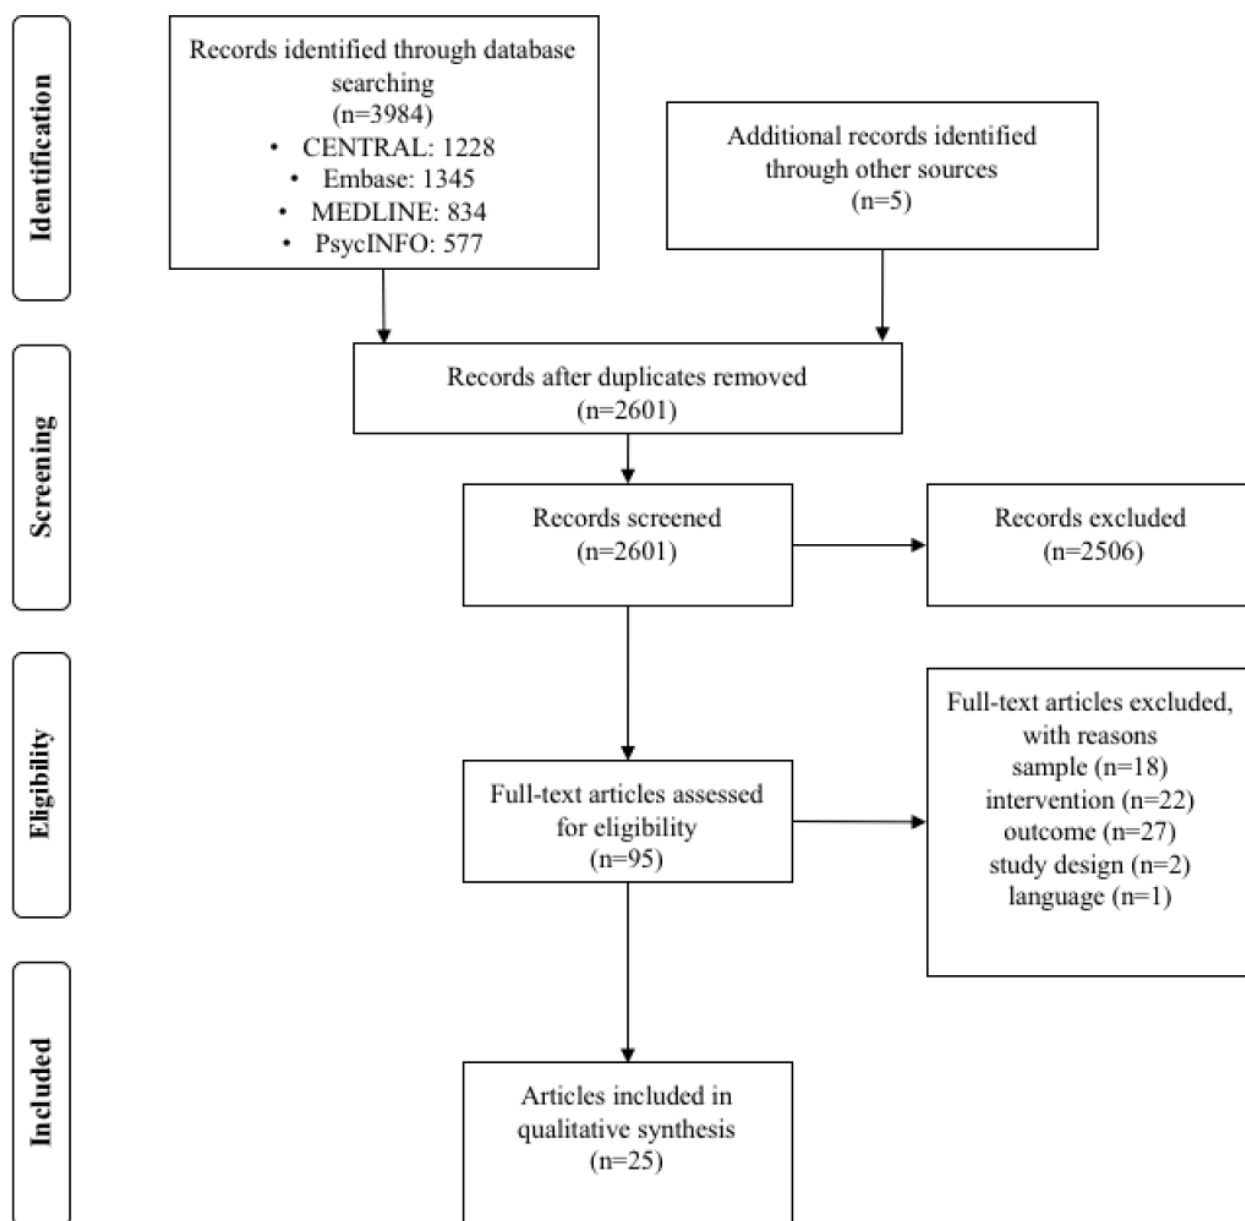 Identification
Records identified through database
searching
(n=3984)
• CENTRAL: 1228
• Embase: 1345
• MEDLINE: 834
• PsycINFO: 577
Additional records identified
through other sources
(n=5)
Screening
Records after duplicates removed
(n=2601)
Records screened
(n=2601)
Records excluded
(n=2506)
Eligibility
Full-text articles assessed
for eligibility
(n=95)
Full-text articles excluded,
with reasons
sample (n=18)
intervention (n=22)
outcome (n=27)
study design (n=2)
language (n=1)
Included
Articles included in
qualitative synthesis
(n=25)